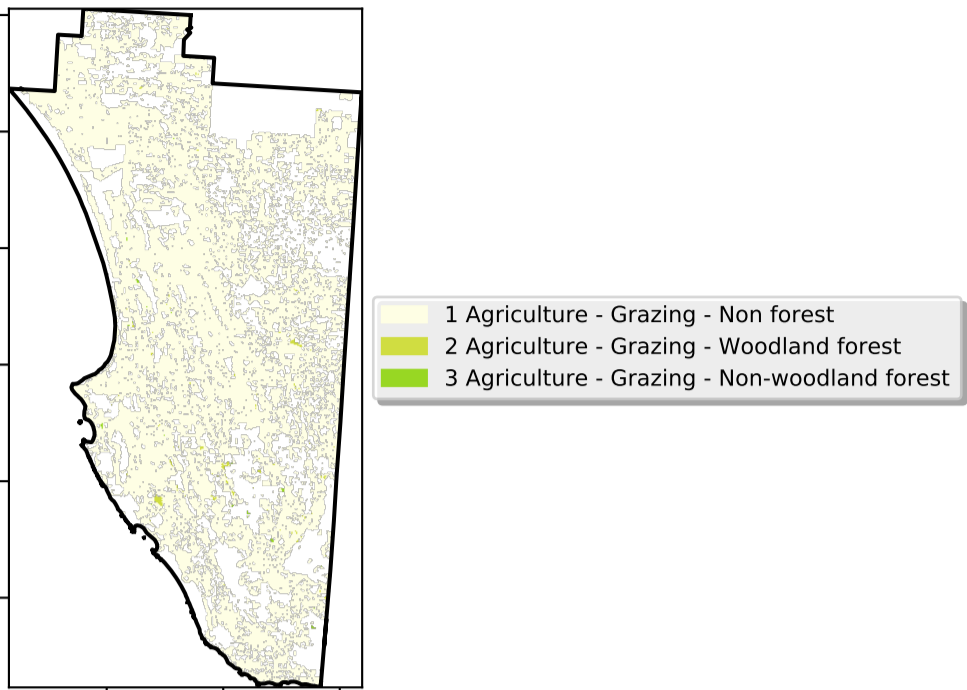 1 Agriculture - Grazing - Non forest
2 Agriculture - Grazing - Woodland forest
3 Agriculture - Grazing - Non-woodland forest